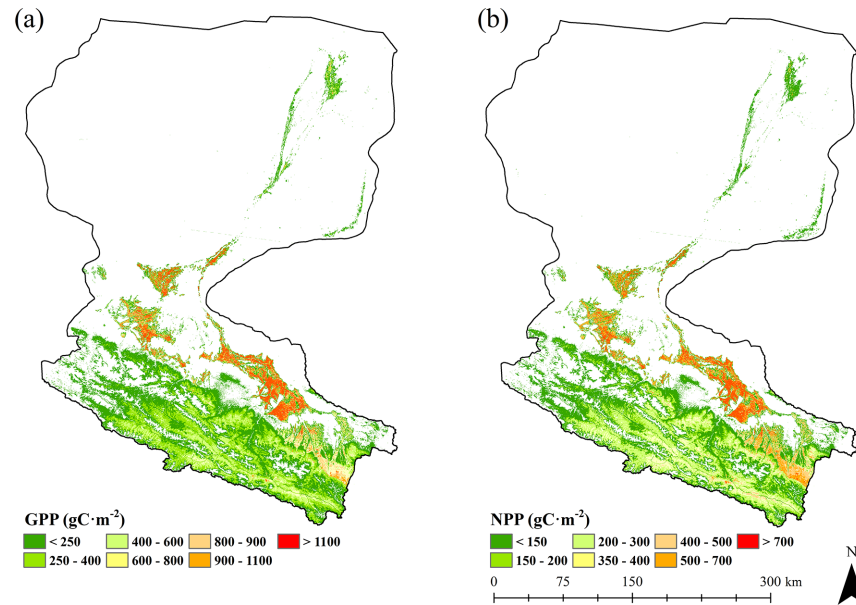 (a)
(b)
GPP (gC·m⁻²)
< 250 400 - 600 800 - 900 > 1100
250 - 400 600 - 800 900 - 1100
NPP (gC·m⁻²)
< 150 200 - 300 400 - 500 > 700
150 - 200 350 - 400 500 - 700
0 75 150 300 km
N